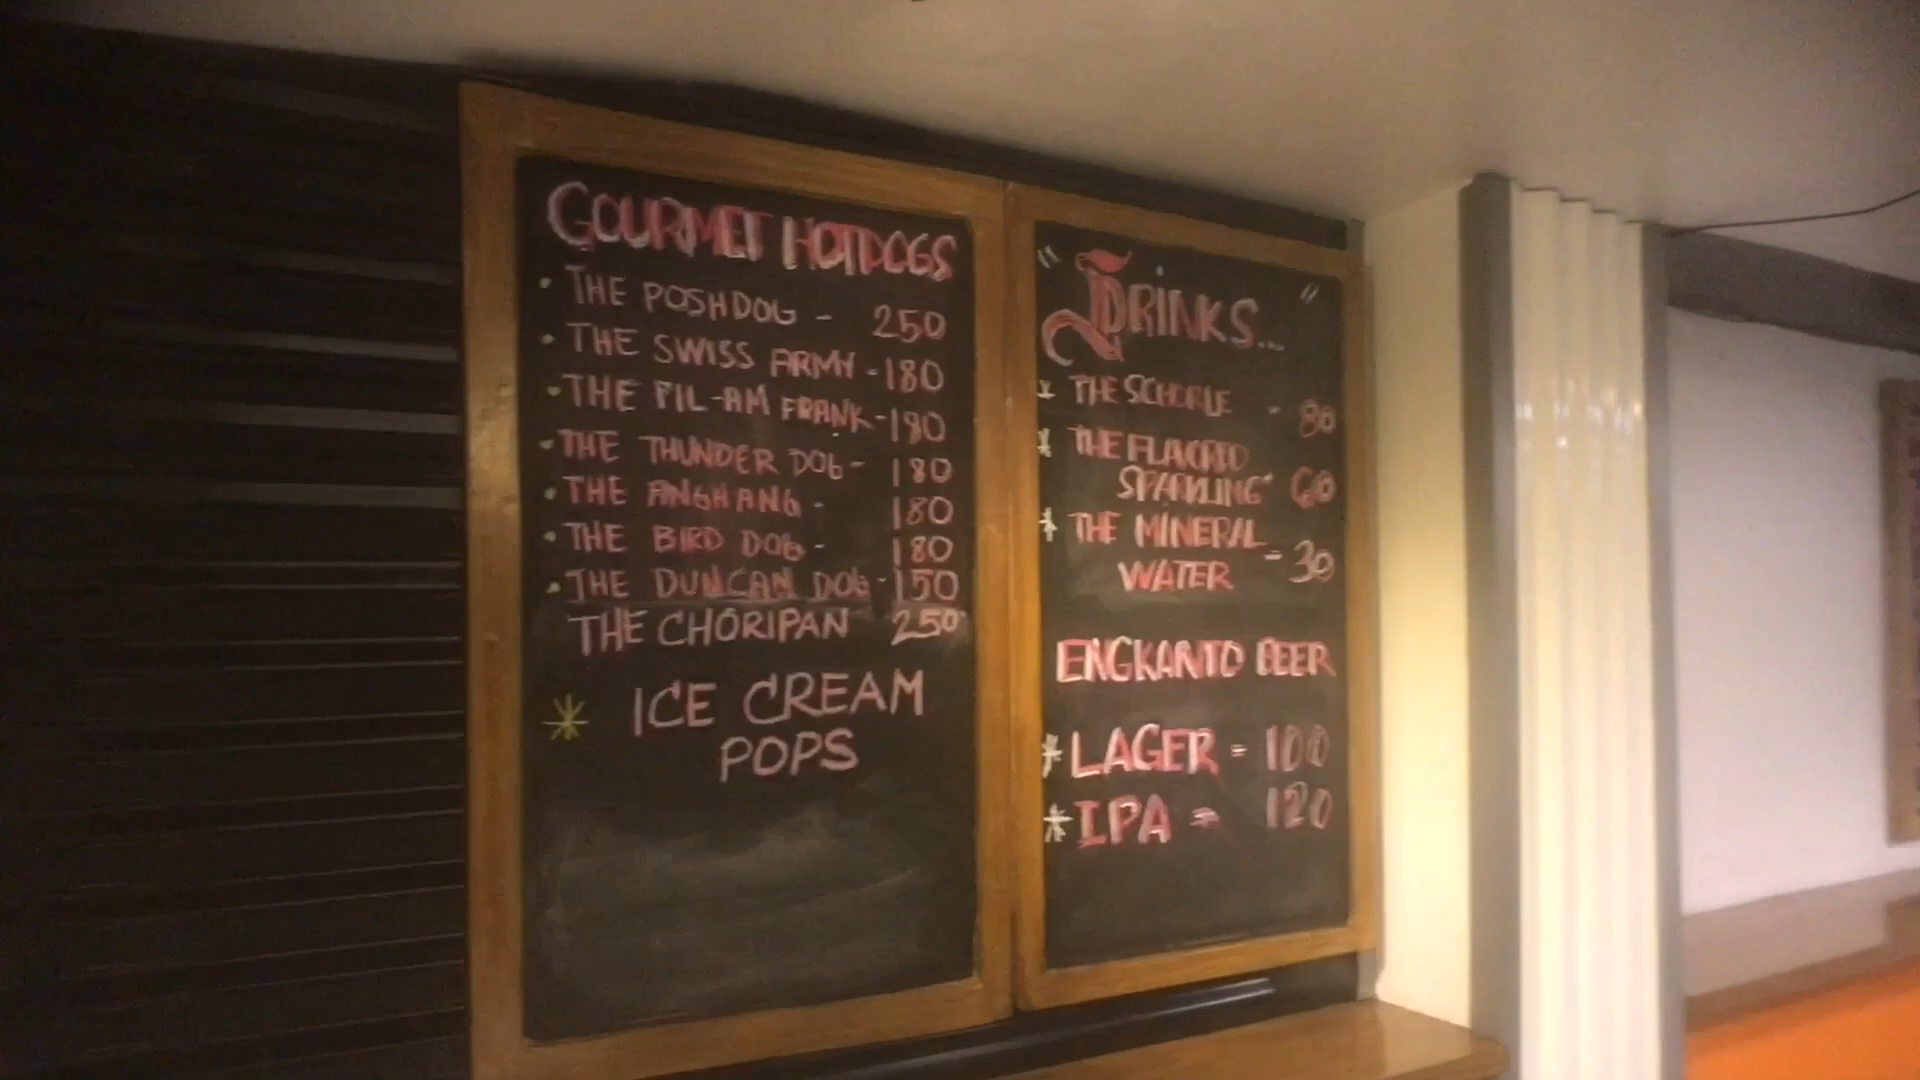 GOURMET HOTDOGS
• THE POSHDOG - 250
• THE SWISS ARMY - 180
• THE FIL-AM FRANK - 180
• THE THUNDER DOG - 180
• THE ANGHANG - 180
• THE BIRD DOG - 180
• THE DUNCAN DOG - 150
THE CHORIPAN 250
* ICE CREAM
POPS
" DRINKS... "
* THE SCHORLE - 80
* THE
SPARKLING - 60
* THE MINERAL
WATER = 30
ENGKANTO BEER
* LAGER = 100
* IPA = 120